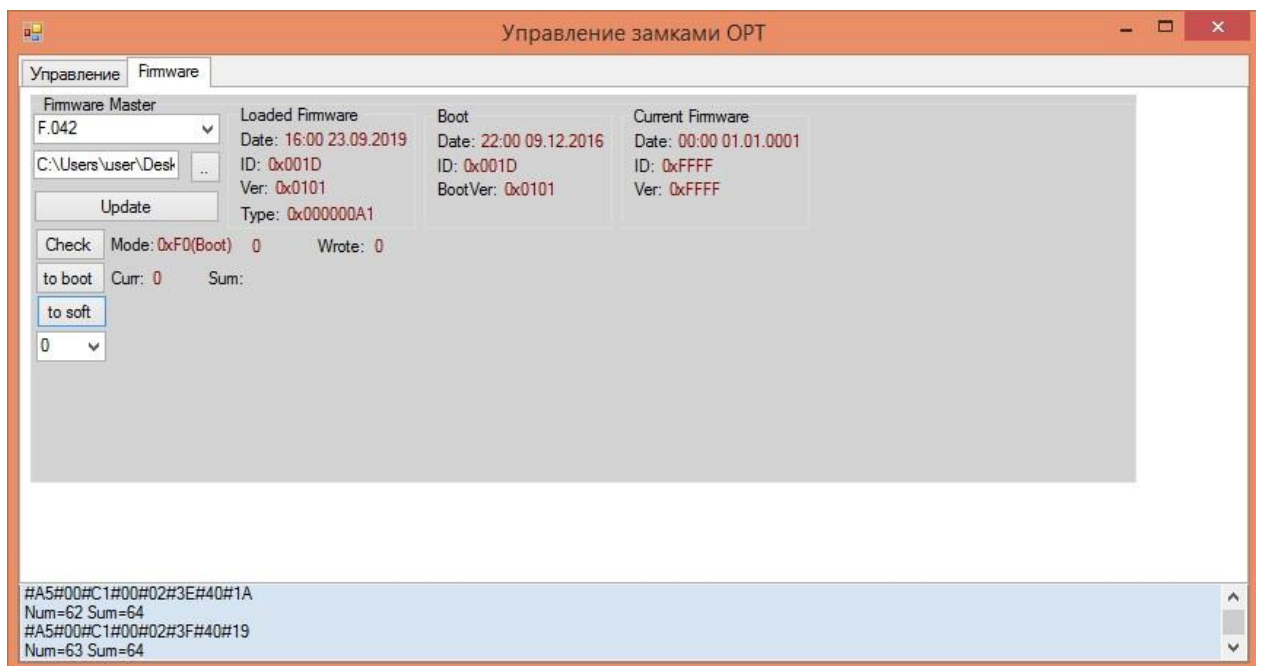 Управление замками ОРТ
Управление Firmware
Firmware Master
F.042
C:\Users\user\Desk ..
Update
Loaded Firmware
Date: 16:00 23.09.2019
ID: 0x001D
Ver: 0x0101
Type: 0x000000A1
Boot
Date: 22:00 09.12.2016
ID: 0x001D
BootVer: 0x0101
Current Firmware
Date: 00:00 01.01.0001
ID: 0xFFFF
Ver: 0xFFFF
Check Mode: 0xF0(Boot) 0 Wrote: 0
to boot Curr: 0 Sum:
to soft
0
#A5#00#C1#00#02#3E#40#1A
Num=62 Sum=64
#A5#00#C1#00#02#3F#40#19
Num=63 Sum=64